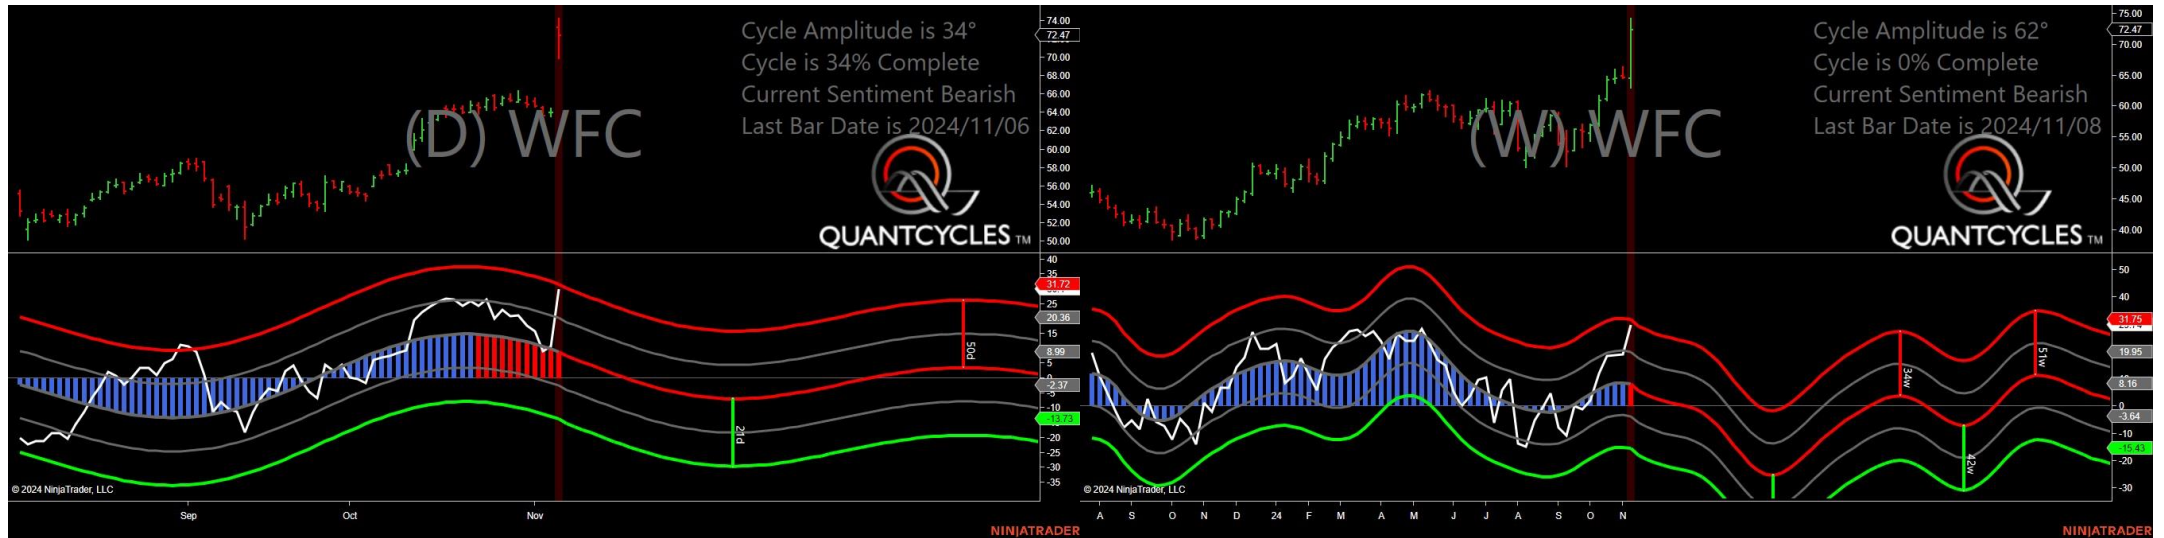 Cycle Amplitude is 34°
Cycle is 34% Complete
Current Sentiment Bearish
Last Bar Date is 2024/11/06
(D) WFC
QUANTCYCLES TM
74.00
72.47
70.00
68.00
66.00
64.00
62.00
60.00
58.00
56.00
54.00
52.00
50.00
40
35
31.72
25
20.36
15
8.99
5
0
-2.37
-5
-10
-13.73
-20
-25
-30
-35
50d
21d
© 2024 NinjaTrader, LLC
Sep
Oct
Nov
NINJATRADER
Cycle Amplitude is 62°
Cycle is 0% Complete
Current Sentiment Bearish
Last Bar Date is 2024/11/08
(W) WFC
QUANTCYCLES TM
75.00
72.47
70.00
65.00
60.00
55.00
50.00
45.00
40.00
50
40
31.75
19.95
8.16
0
-3.64
-10
-15.43
-20
-30
34w
42w
51w
© 2024 NinjaTrader, LLC
A S O N D 24 F M A M J J A S O N
NINJATRADER